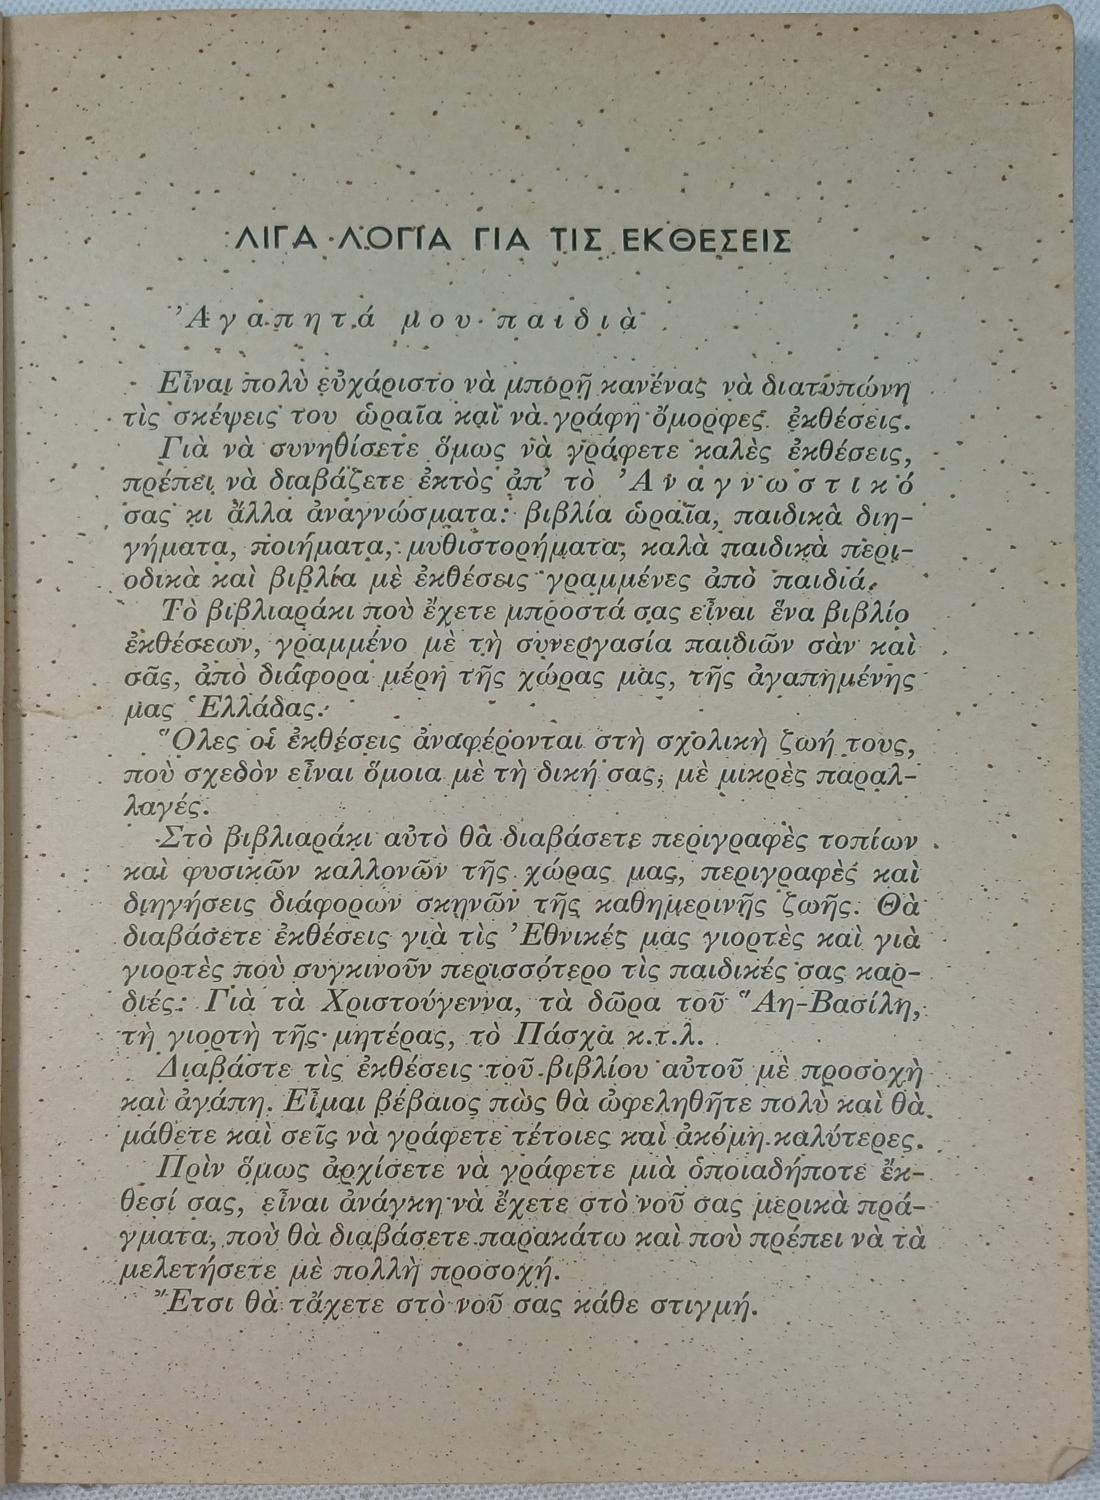 ΛΙΓΑ ΛΟΓΙΑ ΓΙΑ ΤΙΣ ΕΚΘΕΣΕΙΣ
Ἀγαπητά μου παιδιὰ
Εἶναι πολὺ εὐχάριστο νὰ μπορῇ κανένας νὰ διατυπώνη
τὶς σκέψεις του ὡραῖα καὶ νὰ γράφη ὄμορφες ἐκθέσεις.
Γιὰ νὰ συνηθίσετε ὅμως νὰ γράφετε καλὲς ἐκθέσεις,
πρέπει νὰ διαβάζετε ἐκτὸς ἀπ' τὸ Ἀναγνωστικό
σας κι ἄλλα ἀναγνώσματα: βιβλία ὡραῖα, παιδικὰ διη-
γήματα, ποιήματα, μυθιστορήματα, καλὰ παιδικὰ περι-
οδικὰ καὶ βιβλία μὲ ἐκθέσεις γραμμένες ἀπὸ παιδιά.
Τὸ βιβλιαράκι ποὺ ἔχετε μπροστά σας εἶναι ἕνα βιβλίο
ἐκθέσεων, γραμμένο μὲ τὴ συνεργασία παιδιῶν σὰν καὶ
σᾶς, ἀπὸ διάφορα μέρη τῆς χώρας μας, τῆς ἀγαπημένης
μας Ἑλλάδας.
Ὅλες οἱ ἐκθέσεις ἀναφέρονται στὴ σχολικὴ ζωή τους,
ποὺ σχεδὸν εἶναι ὅμοια μὲ τὴ δική σας, μὲ μικρὲς παραλ-
λαγές.
Στὸ βιβλιαράκι αὐτὸ θὰ διαβάσετε περιγραφὲς τοπίων
καὶ φυσικῶν καλλονῶν τῆς χώρας μας, περιγραφὲς καὶ
διηγήσεις διάφορων σκηνῶν τῆς καθημερινῆς ζωῆς. Θὰ
διαβάσετε ἐκθέσεις γιὰ τὶς Ἐθνικές μας γιορτὲς καὶ γιὰ
γιορτὲς ποὺ συγκινοῦν περισσότερο τὶς παιδικές σας καρ-
διές: Γιὰ τὰ Χριστούγεννα, τὰ δῶρα τοῦ Ἅη-Βασίλη,
τὴ γιορτὴ τῆς μητέρας, τὸ Πάσχα κ.τ.λ.
Διαβάστε τὶς ἐκθέσεις τοῦ βιβλίου αὐτοῦ μὲ προσοχὴ
καὶ ἀγάπη. Εἶμαι βέβαιος πὼς θὰ ὠφεληθῆτε πολὺ καὶ θὰ
μάθετε καὶ σεῖς νὰ γράφετε τέτοιες καὶ ἀκόμη καλύτερες.
Πρὶν ὅμως ἀρχίσετε νὰ γράφετε μιὰ ὁποιαδήποτε ἔκ-
θεσί σας, εἶναι ἀνάγκη νὰ ἔχετε στὸ νοῦ σας μερικὰ πρά-
γματα, ποὺ θὰ διαβάσετε παρακάτω καὶ ποὺ πρέπει νὰ τὰ
μελετήσετε μὲ πολλὴ προσοχή.
Ἔτσι θὰ τἄχετε στὸ νοῦ σας κάθε στιγμή.